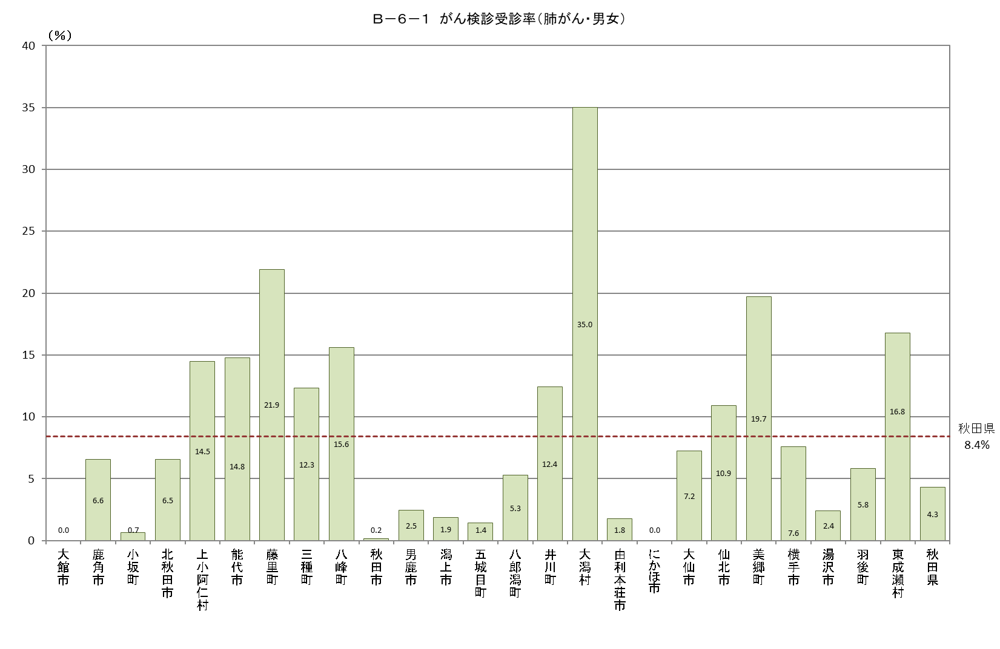 Ｂ－６－１　がん検診受診率（肺がん・男女）
（％）
40
35
30
25
20
15
10
5
0
0.0
6.6
0.7
6.5
14.5
14.8
21.9
12.3
15.6
0.2
2.5
1.9
1.4
5.3
12.4
35.0
1.8
0.0
7.2
10.9
19.7
7.6
2.4
5.8
16.8
4.3
秋田県
8.4%
大館市
鹿角市
小坂町
北秋田市
上小阿仁村
能代市
藤里町
三種町
八峰町
秋田市
男鹿市
潟上市
五城目町
八郎潟町
井川町
大潟村
由利本荘市
にかほ市
大仙市
仙北市
美郷町
横手市
湯沢市
羽後町
東成瀬村
秋田県